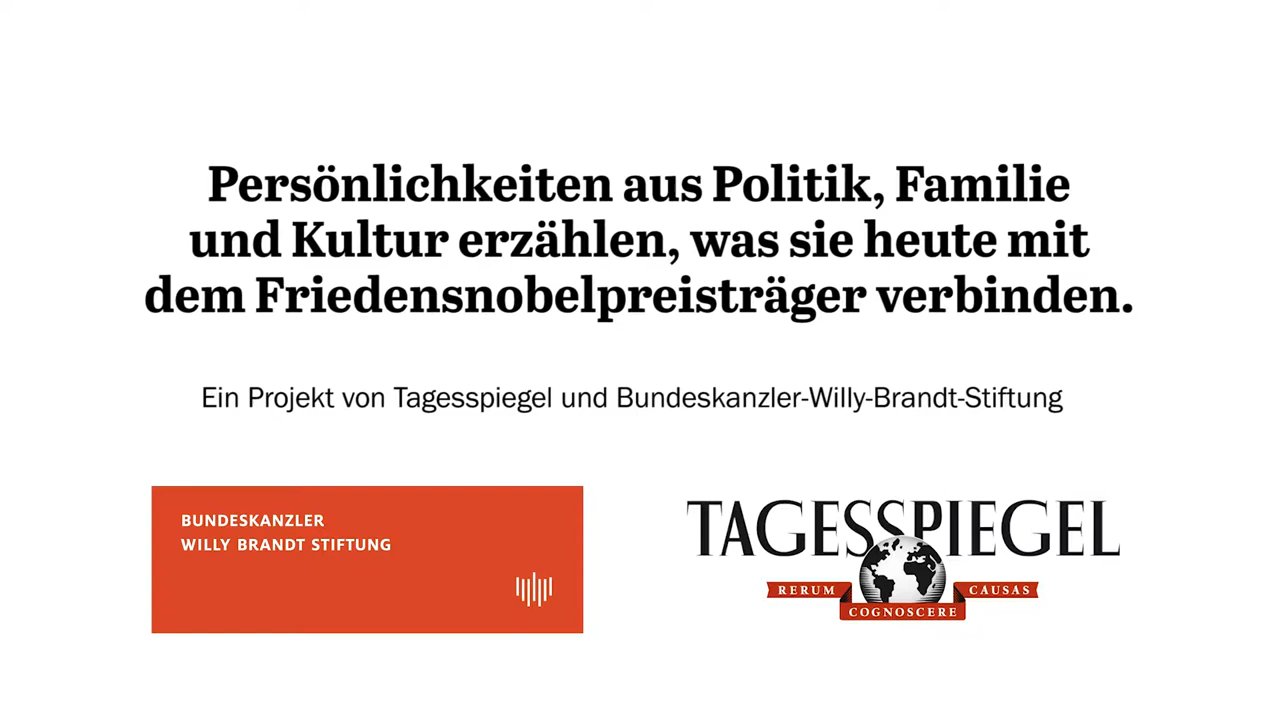 Persönlichkeiten aus Politik, Familie
und Kultur erzählen, was sie heute mit
dem Friedensnobelpreisträger verbinden.
Ein Projekt von Tagesspiegel und Bundeskanzler-Willy-Brandt-Stiftung
BUNDESKANZLER
WILLY BRANDT STIFTUNG
TAGESSPIEGEL
RERUM COGNOSCERE CAUSAS